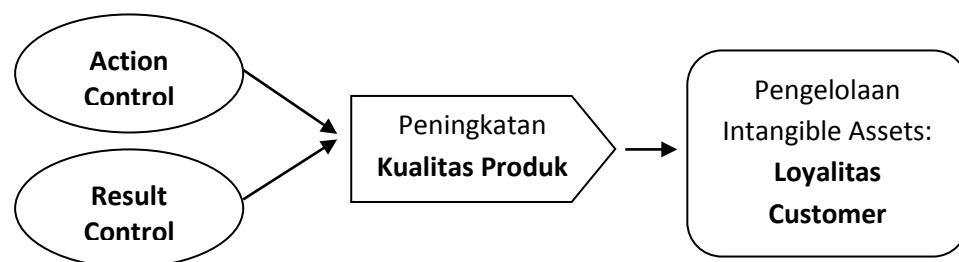 Action
Control
Result
Control
Peningkatan
Kualitas Produk
Pengelolaan
Intangible Assets:
Loyalitas
Customer